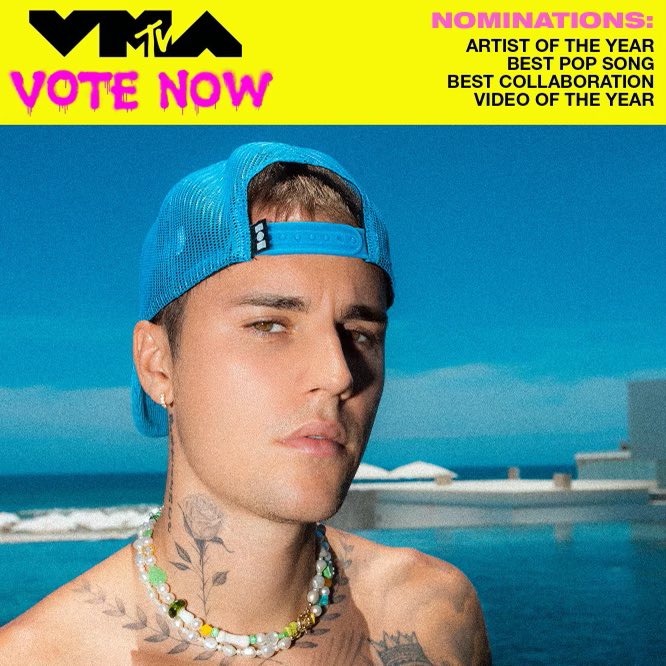 VMA
MTV
VOTE NOW
NOMINATIONS:
ARTIST OF THE YEAR
BEST POP SONG
BEST COLLABORATION
VIDEO OF THE YEAR